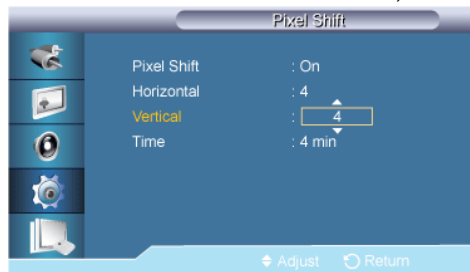 Pixel Shift
Pixel Shift : On
Horizontal : 4
Vertical : 4
Time : 4 min
Adjust Return